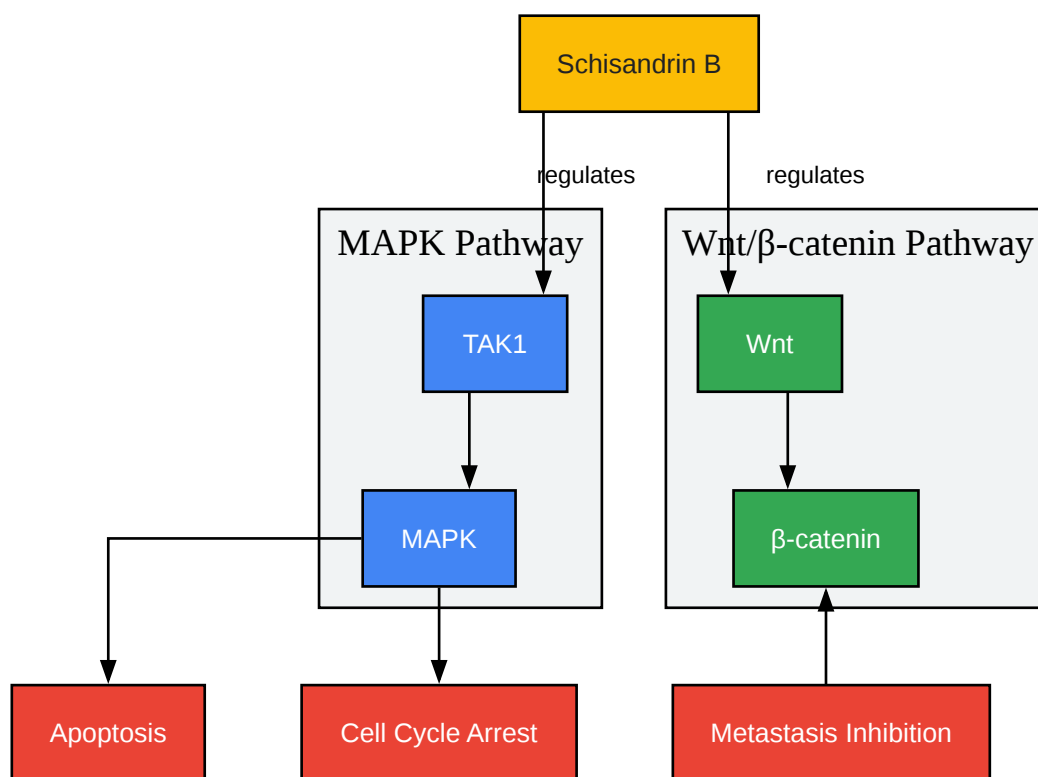 Schisandrin B
regulates
regulates
MAPK Pathway
Wnt/β-catenin Pathway
TAK1
Wnt
MAPK
β-catenin
Apoptosis
Cell Cycle Arrest
Metastasis Inhibition